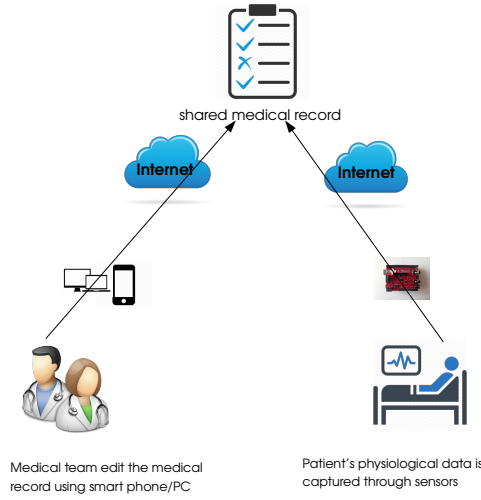 shared medical record
Internet
Internet
Medical team edit the medical
record using smart phone/PC
Patient's physiological data is
captured through sensors